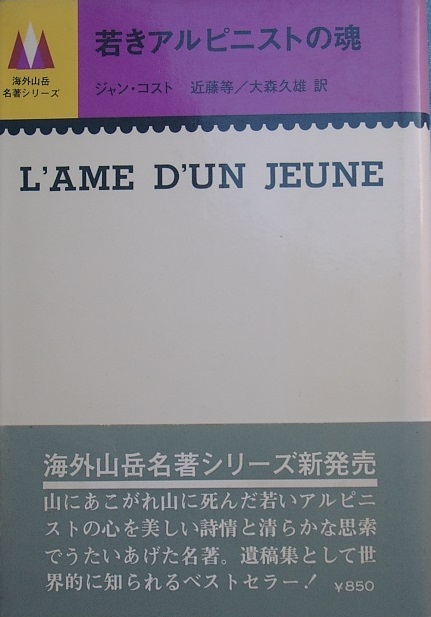 若きアルピニストの魂
海外山岳
名著シリーズ
ジャン・コスト 近藤等／大森久雄 訳
L'AME D'UN JEUNE
海外山岳名著シリーズ新発売
山にあこがれ山に死んだ若いアルピニ
ストの心を美しい詩情と清らかな思索
でうたいあげた名著。遺稿集として世
界的に知られるベストセラー！ ¥850